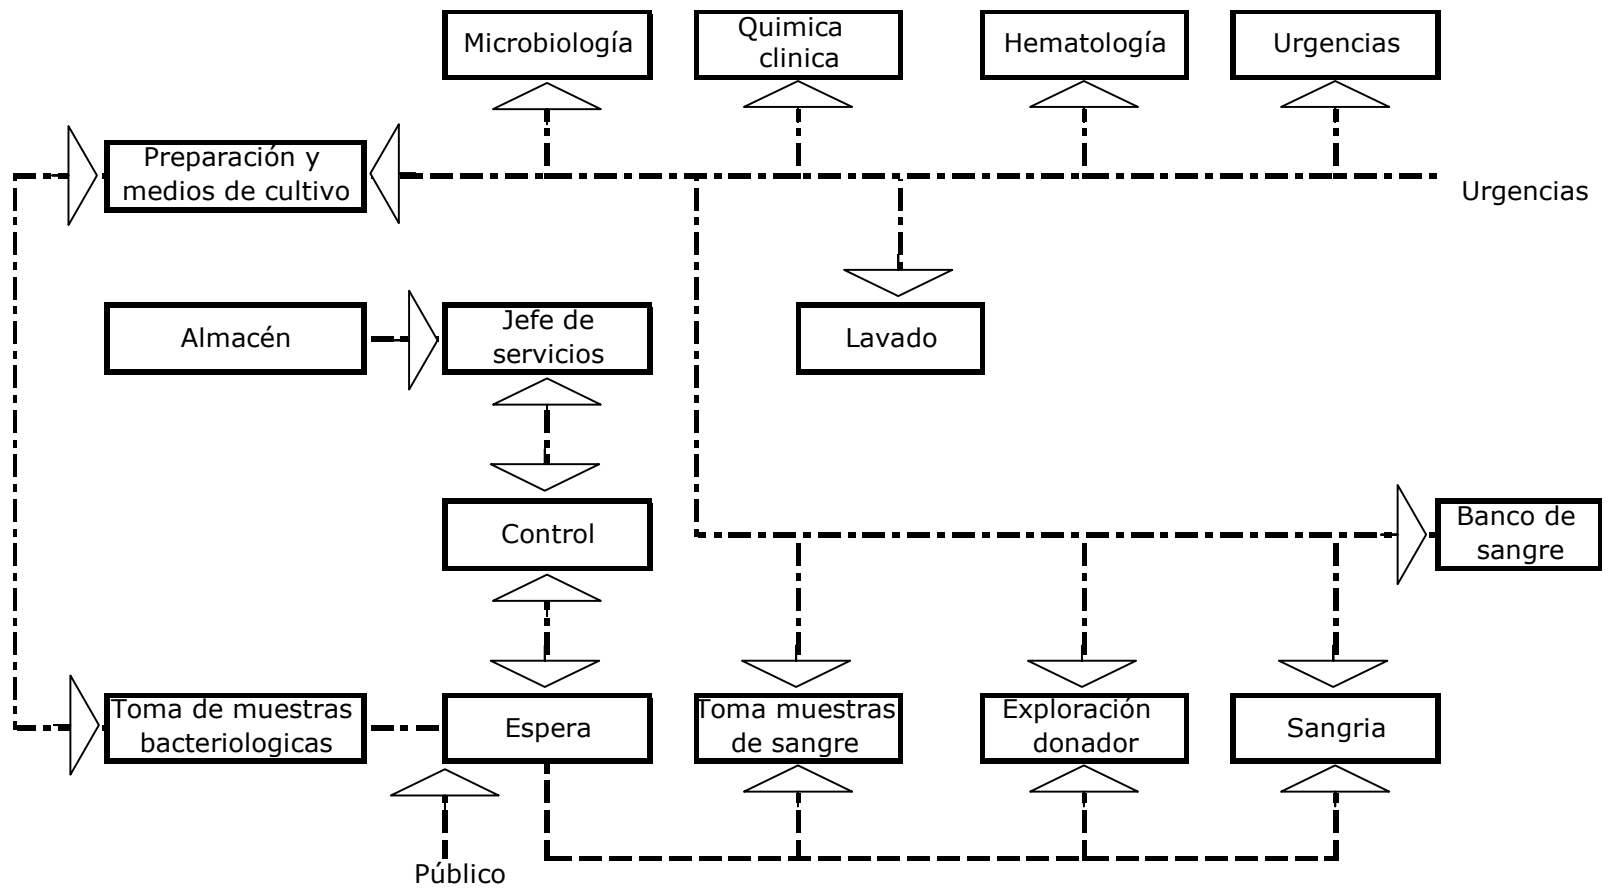 Microbiología
Quimica
clinica
Hematología
Urgencias
Preparación y
medios de cultivo
Urgencias
Almacén
Jefe de
servicios
Lavado
Control
Banco de
sangre
Toma de muestras
bacteriologicas
Espera
Toma muestras
de sangre
Exploración
donador
Sangria
Público